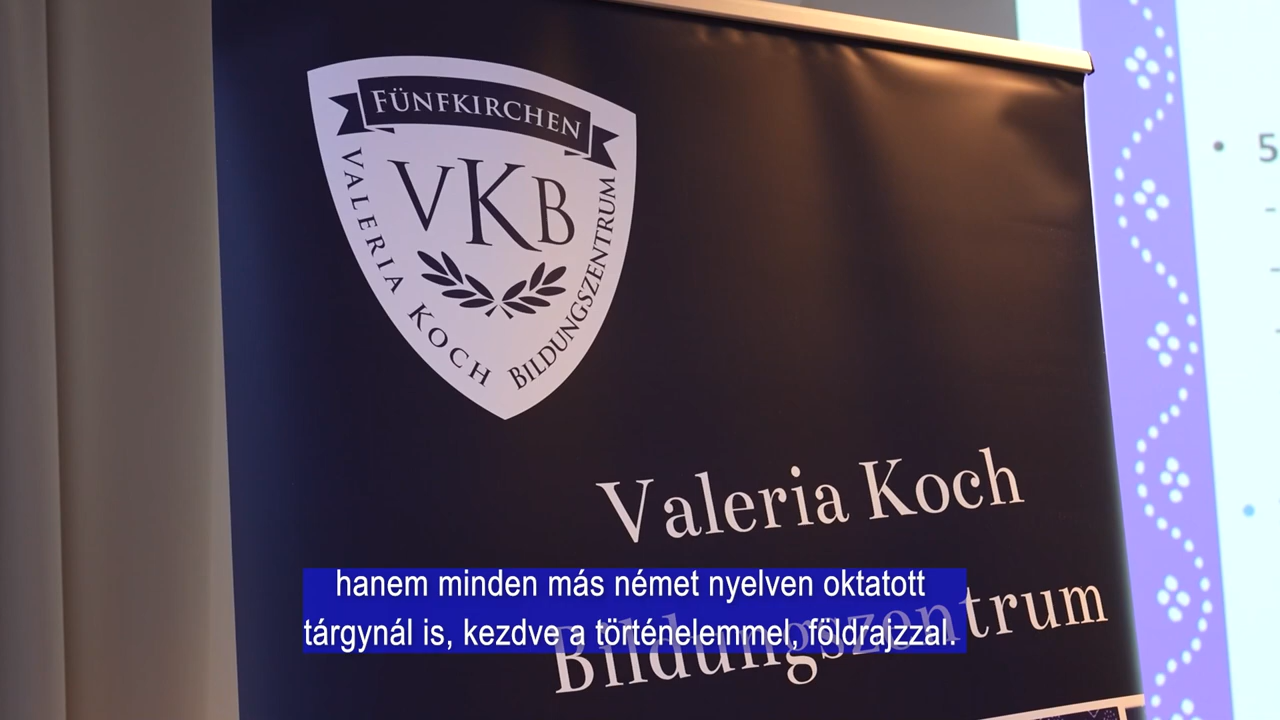 FÜNFKIRCHEN
VKB
VALERIA KOCH BILDUNGSZENTRUM
Valeria Koch
Bildungszentrum
hanem minden más német nyelven oktatott
tárgynál is, kezdve a történelemmel, földrajzzal.
• 5
-
-
-
•